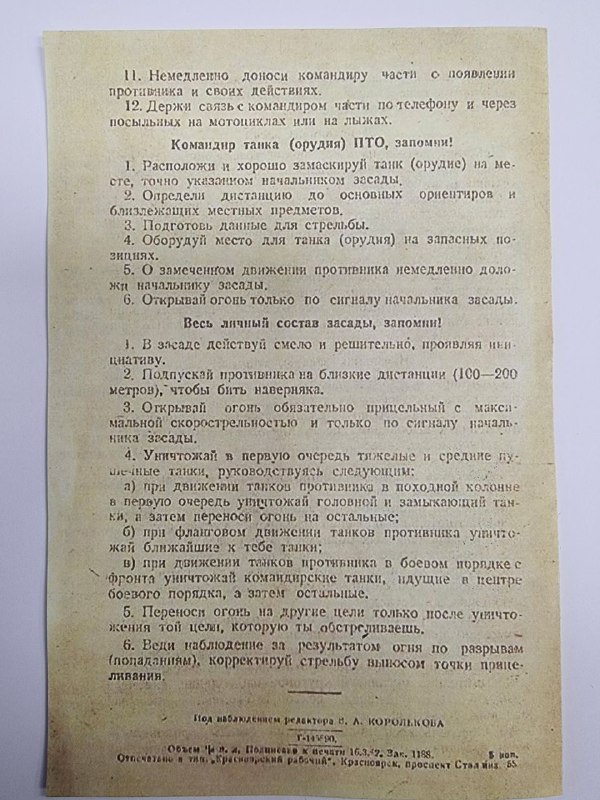 11. Немедленно доноси командиру части о появлении
противника и своих действиях.
12. Держи связь с командиром части по телефону и через
посыльных на мотоциклах или на лыжах.
Командир танка (орудия) ПТО, запомни!
1. Расположи и хорошо замаскируй танк (орудие) на ме-
сте, точно указанном начальником засады.
2. Определи дистанцию до основных ориентиров и
близлежащих местных предметов.
3. Подготовь данные для стрельбы.
4. Оборудуй место для танка (орудия) на запасных по-
зициях.
5. О замеченном движении противника немедленно доло-
жи начальнику засады.
6. Открывай огонь только по сигналу начальника засады.
Весь личный состав засады, запомни!
1. В засаде действуй смело и решительно, проявляя ини-
циативу.
2. Подпускай противника на близкие дистанции (100—200
метров), чтобы бить наверняка.
3. Открывай огонь обязательно прицельный с макси-
мальной скорострельностью и только по сигналу началь-
ника засады.
4. Уничтожай в первую очередь тяжелые и средние пу-
шечные танки, руководствуясь следующим:
а) при движении танков противника в походной колонне
в первую очередь уничтожай головной и замыкающий тан-
ки, а затем переноси огонь на остальные;
б) при фланговом движении танков противника уничто-
жай ближайшие к тебе танки;
в) при движении танков противника в боевом порядке с
фронта уничтожай командирские танки, идущие в центре
боевого порядка, а затем остальные.
5. Переноси огонь на другие цели только после уничто-
жения той цели, которую ты обстреливаешь.
6. Веди наблюдение за результатом огня по разрывам
(попаданиям), корректируй стрельбу выносом точки прице-
ливания.
Под наблюдением редактора В. А. КОРОЛЬКОВА
Объем п. л. Подписано к печати 16.3.42. Зак. 1188. 5 коп.
Отпечатано в тип. „Красноярский рабочий", Красноярск, проспект Сталина, 55.